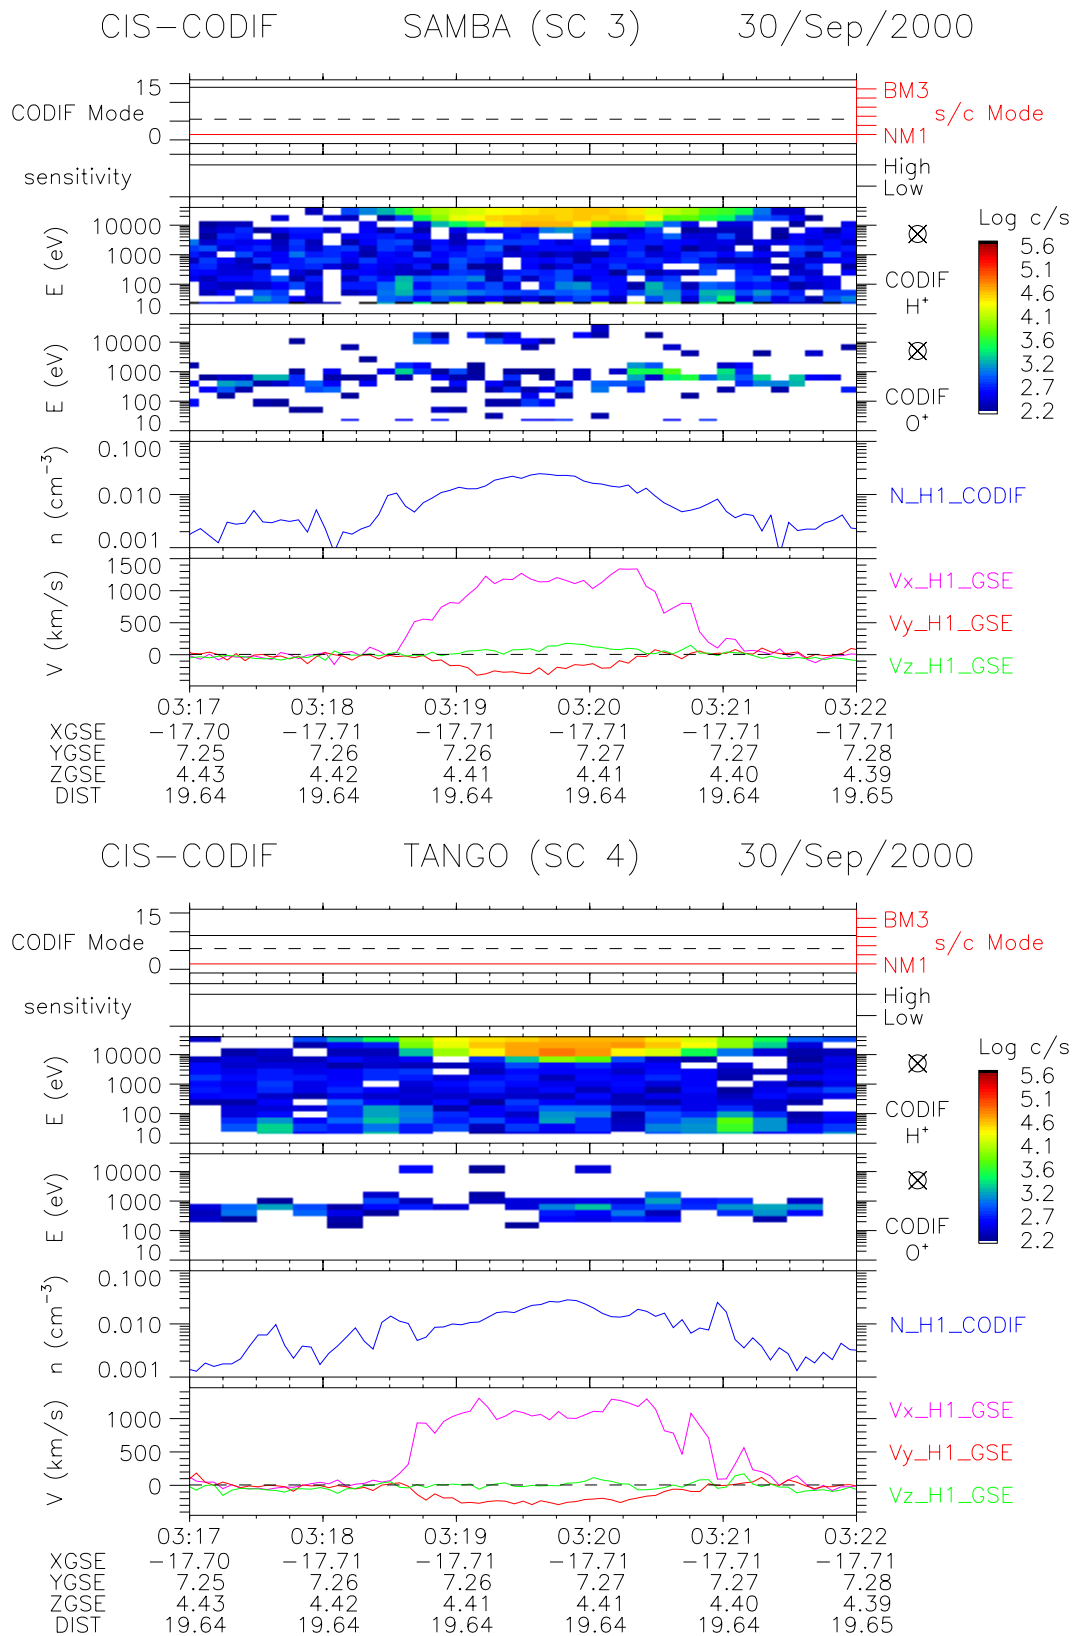 CIS-CODIF SAMBA (SC 3) 30/Sep/2000
15 BM3
CODIF Mode s/c Mode
0 NM1
High
sensitivity
Low
Log c/s
10000 5.6
E (eV) 5.1
1000 4.6
100 CODIF 4.1
10 H+ 3.6
3.2
10000 2.7
E (eV) 2.2
1000
100 CODIF
10 O+
0.100
n (cm-3)
0.010 N_H1_CODIF
0.001
1500
Vx_H1_GSE
1000
V (km/s)
500 Vy_H1_GSE
0 Vz_H1_GSE
03:17 03:18 03:19 03:20 03:21 03:22
XGSE -17.70 -17.71 -17.71 -17.71 -17.71 -17.71
YGSE 7.25 7.26 7.26 7.27 7.27 7.28
ZGSE 4.43 4.42 4.41 4.41 4.40 4.39
DIST 19.64 19.64 19.64 19.64 19.64 19.65
CIS-CODIF TANGO (SC 4) 30/Sep/2000
15 BM3
CODIF Mode s/c Mode
0 NM1
High
sensitivity
Low
Log c/s
10000 5.6
E (eV) 5.1
1000 4.6
100 CODIF 4.1
10 H+ 3.6
3.2
10000 2.7
E (eV) 2.2
1000
100 CODIF
10 O+
0.100
n (cm-3)
0.010 N_H1_CODIF
0.001
Vx_H1_GSE
1000
V (km/s)
500 Vy_H1_GSE
0 Vz_H1_GSE
03:17 03:18 03:19 03:20 03:21 03:22
XGSE -17.70 -17.71 -17.71 -17.71 -17.71 -17.71
YGSE 7.25 7.26 7.26 7.27 7.27 7.28
ZGSE 4.43 4.42 4.41 4.41 4.40 4.39
DIST 19.64 19.64 19.64 19.64 19.64 19.65